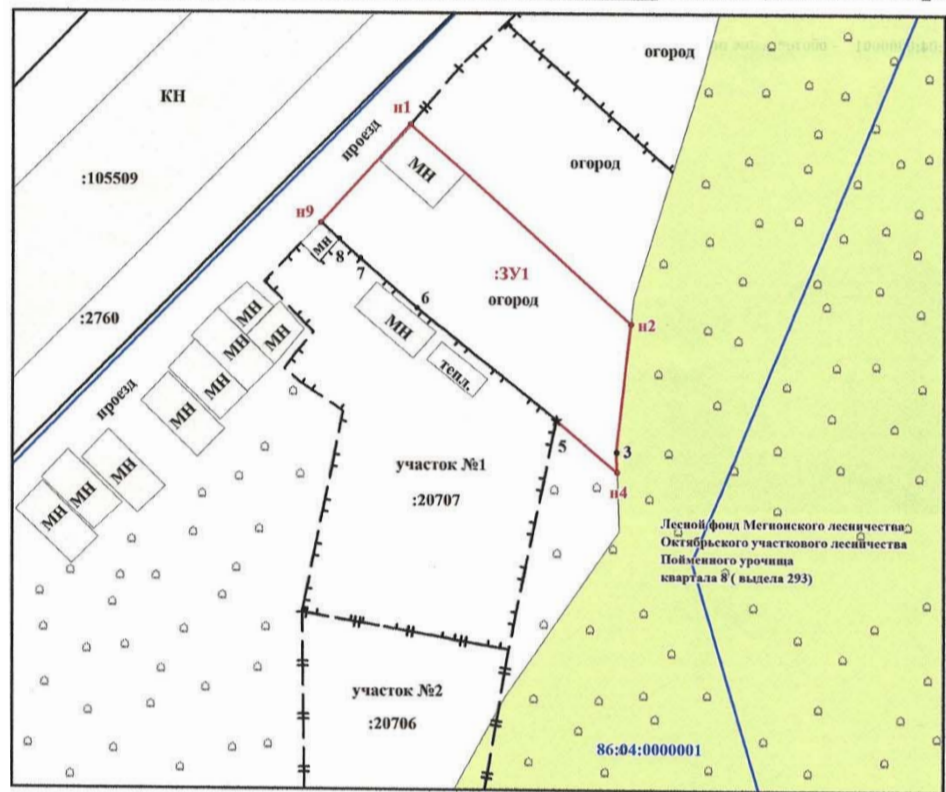 огород
КН
н1
проезд
огород
МН
:105509
н9
МН
8
7
:ЗУ1
огород
6
:2760
н2
МН
МН
МН
МН
тепл.
проезд
МН
МН
5
3
участок №1
МН
:20707
МН
н4
МН
Лесной фонд Мегионского лесничества
Октябрьского участкового лесничества
Пойменного урочища
квартала 8 ( выдела 293)
участок №2
:20706
86:04:0000001